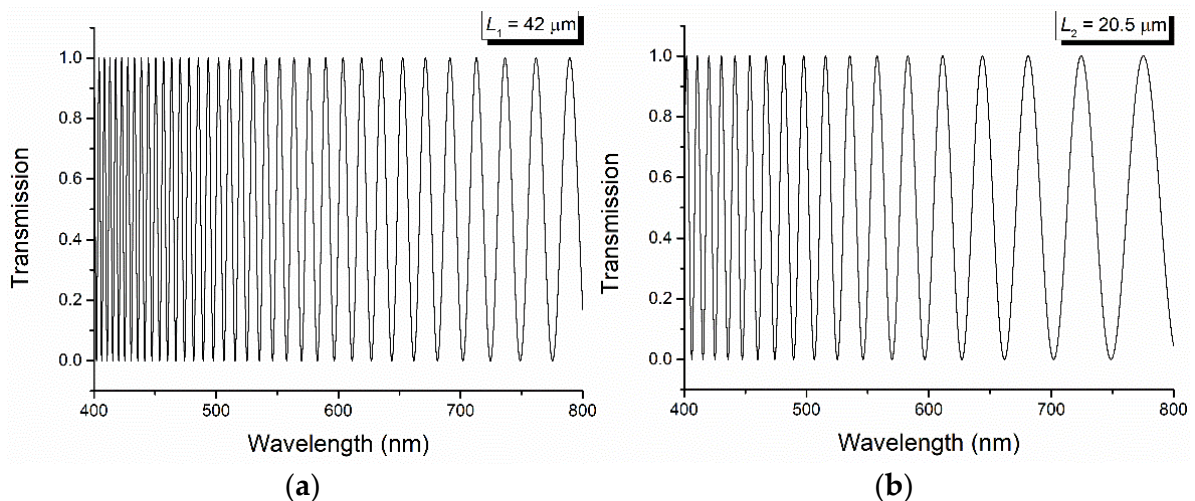 L₁ = 42 μm
1.0
0.8
0.6
0.4
0.2
0.0
Transmission
400 500 600 700 800
Wavelength (nm)
(a)
L₂ = 20.5 μm
1.0
0.8
0.6
0.4
0.2
0.0
Transmission
400 500 600 700 800
Wavelength (nm)
(b)